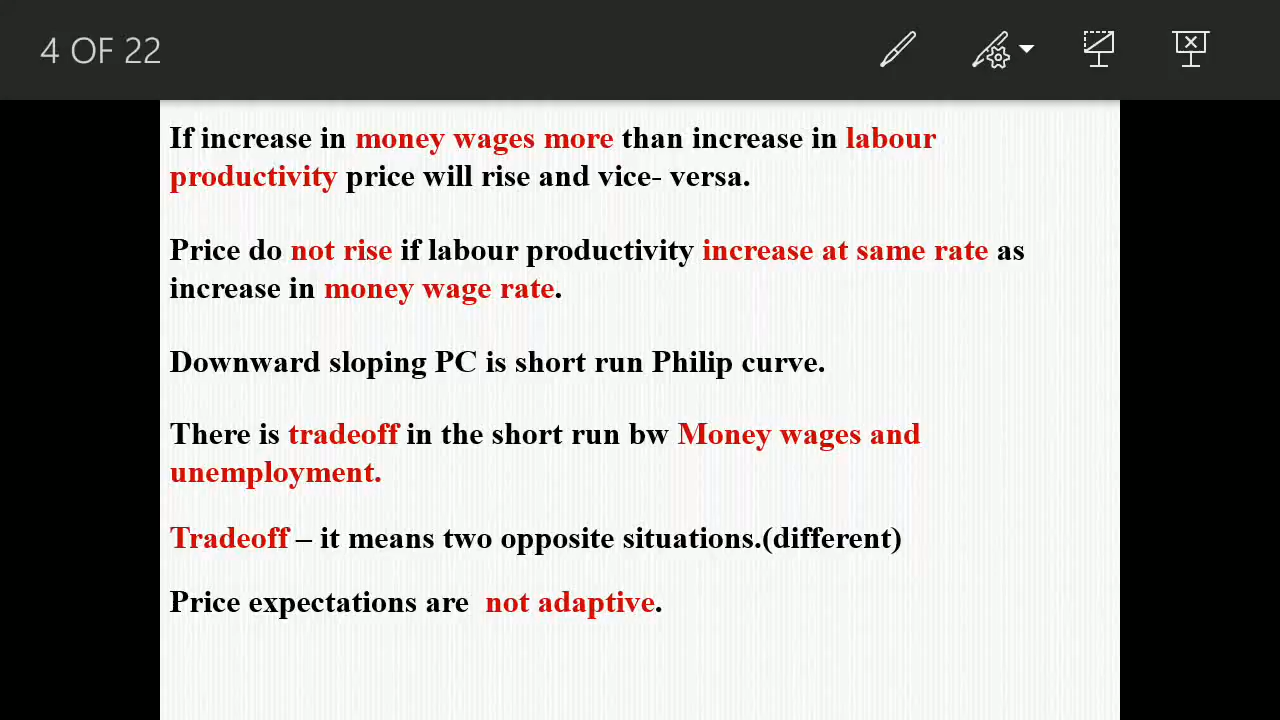 4 OF 22
If increase in money wages more than increase in labour
productivity price will rise and vice- versa.
Price do not rise if labour productivity increase at same rate as
increase in money wage rate.
Downward sloping PC is short run Philip curve.
There is tradeoff in the short run bw Money wages and
unemployment.
Tradeoff – it means two opposite situations.(different)
Price expectations are  not adaptive.